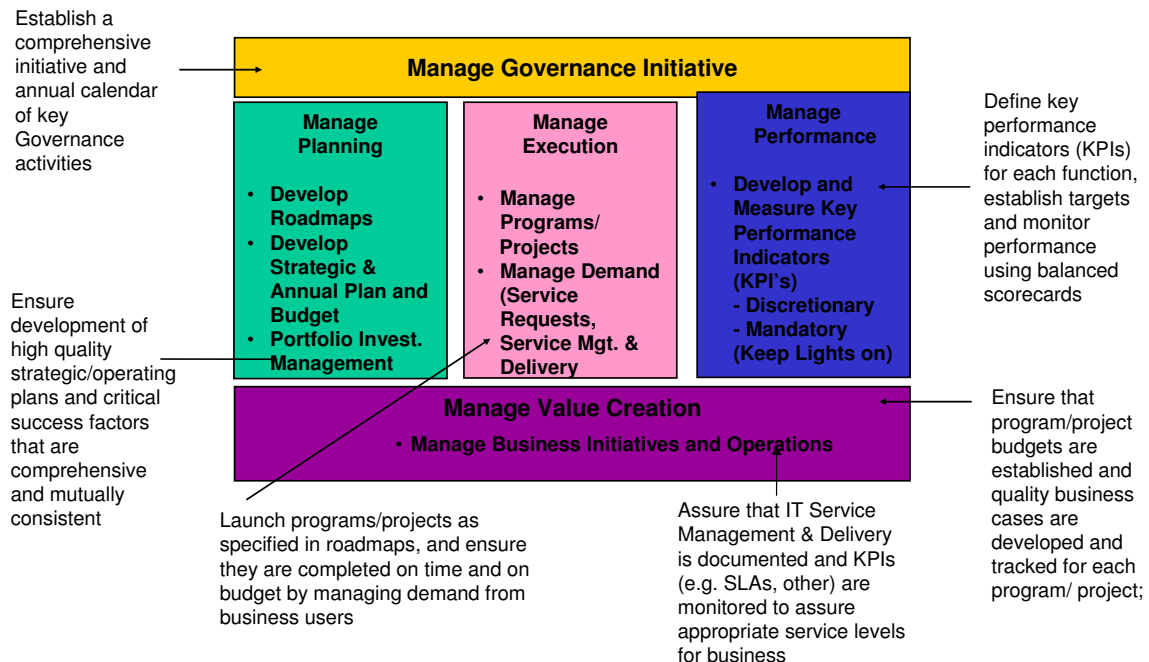 Establish a
comprehensive
initiative and
annual calendar
of key
Governance
activities
Manage Governance Initiative
Manage
Planning
• Develop
Roadmaps
• Develop
Strategic &
Annual Plan and
Budget
• Portfolio Invest.
Management
Manage
Execution
• Manage
Programs/
Projects
• Manage Demand
(Service
Requests,
Service Mgt. &
Delivery
Manage
Performance
• Develop and
Measure Key
Performance
Indicators
(KPI's)
- Discretionary
- Mandatory
(Keep Lights on)
Define key
performance
indicators (KPIs)
for each function,
establish targets
and monitor
performance
using balanced
scorecards
Ensure
development of
high quality
strategic/operating
plans and critical
success factors
that are
comprehensive
and mutually
consistent
Manage Value Creation
• Manage Business Initiatives and Operations
Ensure that
program/project
budgets are
established and
quality business
cases are
developed and
tracked for each
program/ project;
Launch programs/projects as
specified in roadmaps, and ensure
they are completed on time and on
budget by managing demand from
business users
Assure that IT Service
Management & Delivery
is documented and KPIs
(e.g. SLAs, other) are
monitored to assure
appropriate service levels
for business